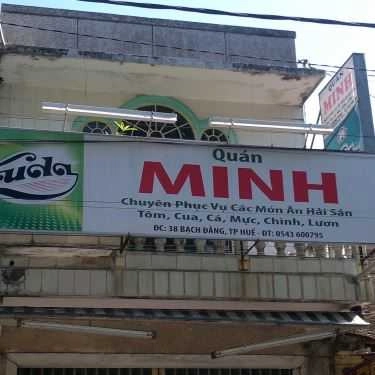 Huda
Quán
MINH
Chuyên Phục Vụ Các Món Ăn Hải Sản
Tôm, Cua, Cá, Mực, Chình, Lươn
ĐC: 38 BẠCH ĐẰNG, TP HUẾ - ĐT: 0543 600795
QUÁN
MINH